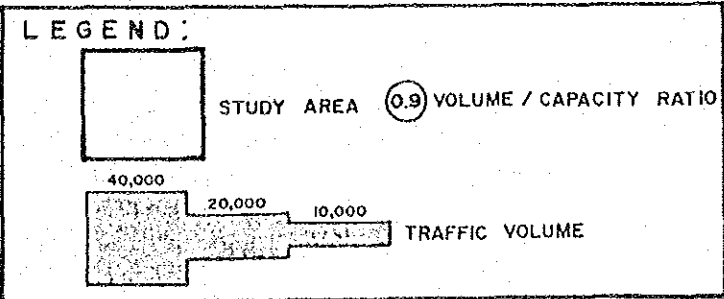 LEGEND:
STUDY AREA 0.9 VOLUME / CAPACITY RATIO
40,000
20,000
10,000
TRAFFIC VOLUME